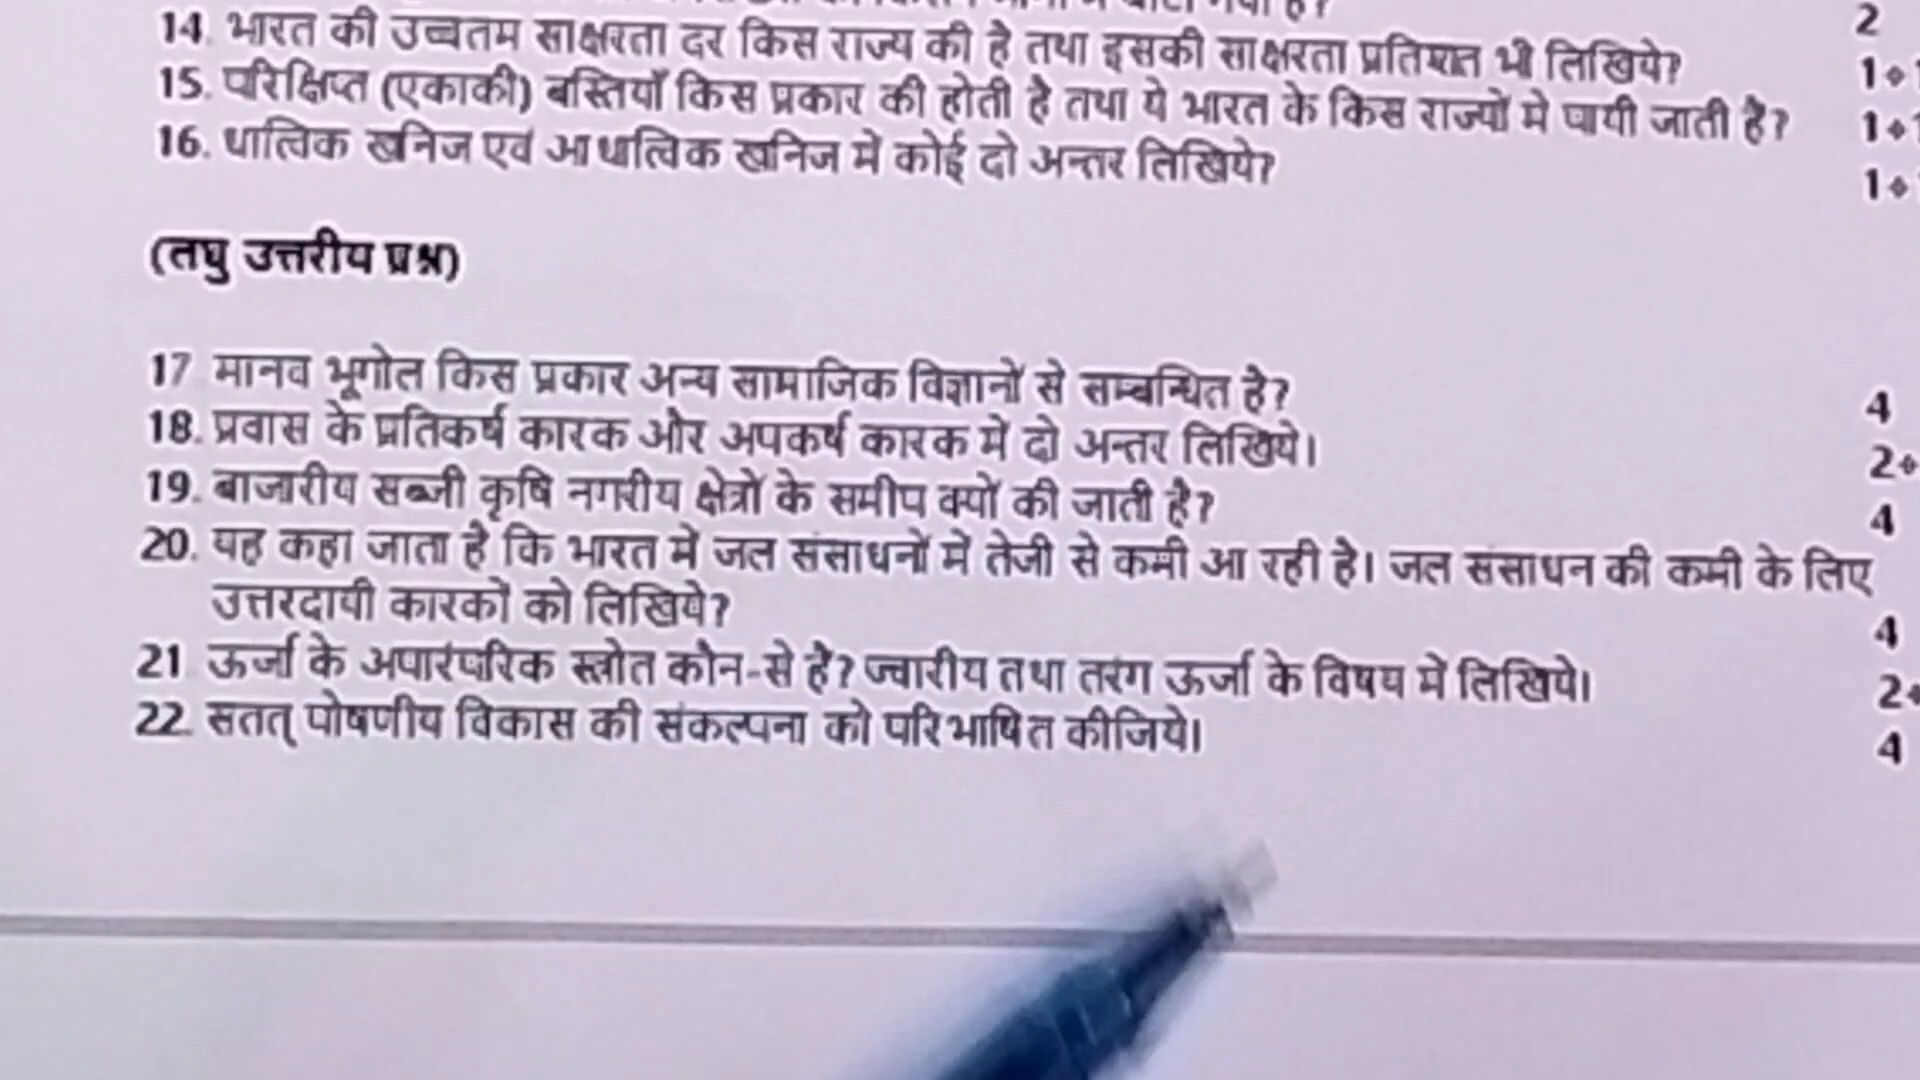 2
14. भारत की उच्चतम साक्षरता दर किस राज्य की है तथा इसकी साक्षरता प्रतिशत भी लिखिये? 1+1
15. परिक्षिप्त (एकाकी) बस्तियाँ किस प्रकार की होती है तथा ये भारत के किस राज्यों मे पायी जाती है? 1+1
16. धात्विक खनिज एवं आधात्विक खनिज में कोई दो अन्तर लिखिये? 1+
(लघु उत्तरीय प्रश्न)
17 मानव भूगोल किस प्रकार अन्य सामाजिक विज्ञानों से सम्बन्धित है? 4
18. प्रवास के प्रतिकर्ष कारक और अपकर्ष कारक में दो अन्तर लिखिये। 2+
19. बाजारीय सब्जी कृषि नगरीय क्षेत्रों के समीप क्यों की जाती है? 4
20. यह कहा जाता है कि भारत में जल संसाधनों में तेजी से कमी आ रही है। जल संसाधन की कमी के लिए
उत्तरदायी कारकों को लिखिये? 4
21 ऊर्जा के अपारंपरिक स्त्रोत कौन-से है? ज्वारीय तथा तरंग ऊर्जा के विषय में लिखिये। 2+
22. सतत् पोषणीय विकास की संकल्पना को परिभाषित कीजिये। 4